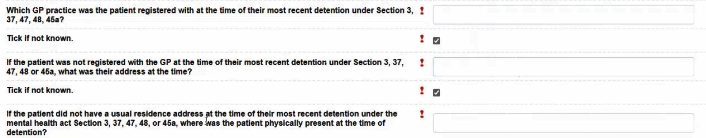 Which GP practice was the patient registered with at the time of their most recent detention under Section 3,
37, 47, 48, 45a?
Tick if not known.
If the patient was not registered with the GP at the time of their most recent detention under Section 3, 37,
47, 48 or 45a, what was their address at the time?
Tick if not known.
If the patient did not have a usual residence address at the time of their most recent detention under the
mental health act Section 3, 37, 47, 48, or 45a, where was the patient physically present at the time of
detention?